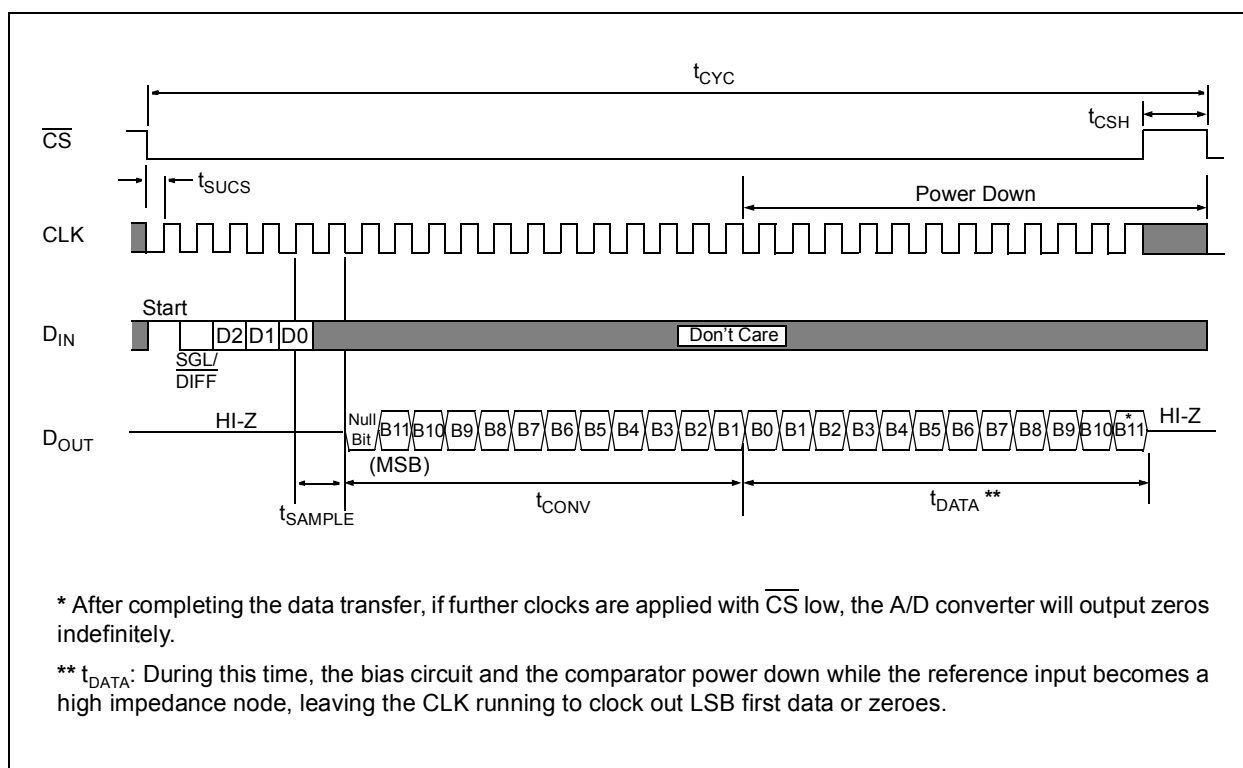 tCYC
tCSH
CS
tSUCS
Power Down
CLK
Start
DIN
D2 D1 D0
Don't Care
SGL/
DIFF
HI-Z
DOUT
Null
Bit
B11 B10 B9 B8 B7 B6 B5 B4 B3 B2 B1 B0 B1 B2 B3 B4 B5 B6 B7 B8 B9 B10 B11
*
HI-Z
(MSB)
tSAMPLE
tCONV
tDATA **
* After completing the data transfer, if further clocks are applied with CS low, the A/D converter will output zeros
indefinitely.
** tDATA: During this time, the bias circuit and the comparator power down while the reference input becomes a
high impedance node, leaving the CLK running to clock out LSB first data or zeroes.